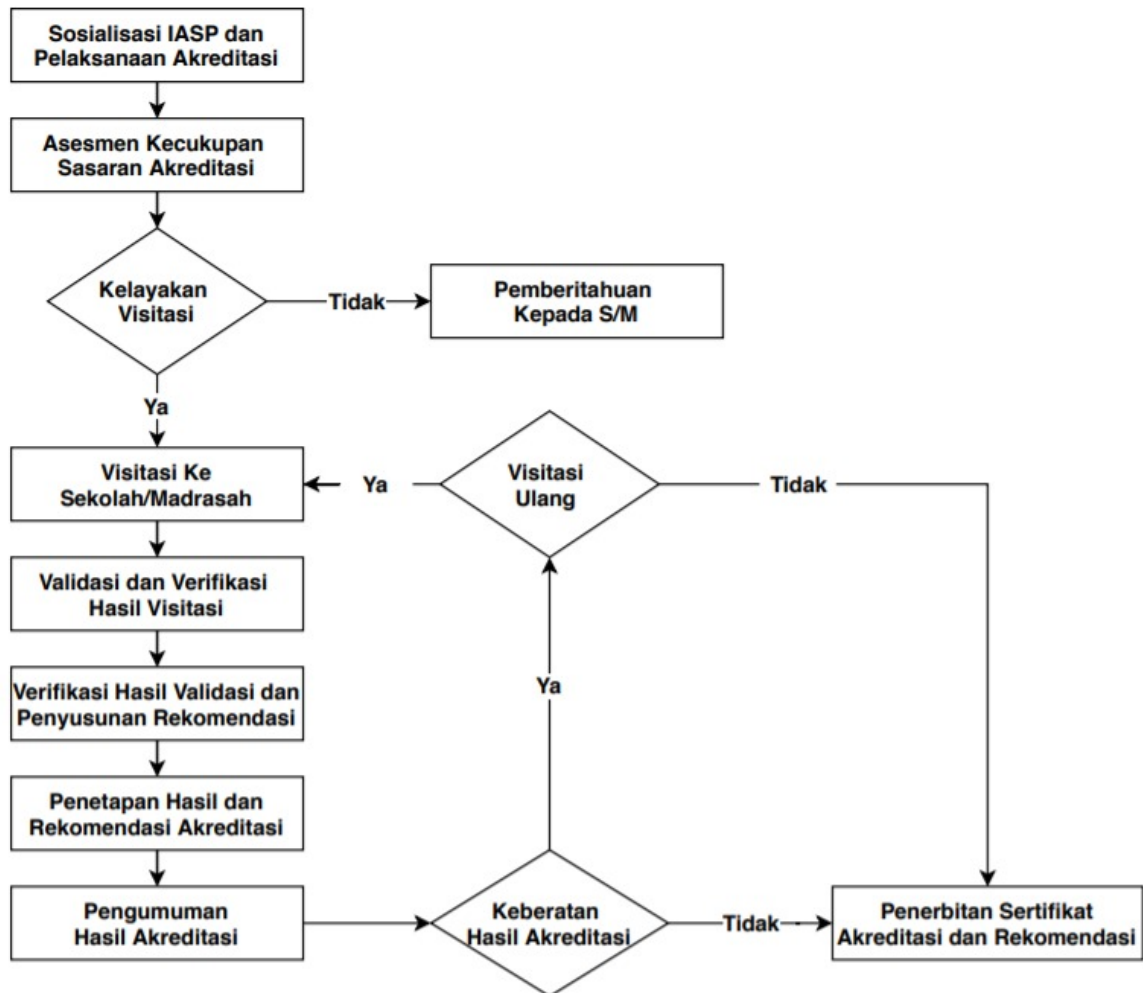 Sosialisasi IASP dan
Pelaksanaan Akreditasi
Asesmen Kecukupan
Sasaran Akreditasi
Kelayakan
Visitasi
Tidak
Pemberitahuan
Kepada S/M
Ya
Visitasi Ke
Sekolah/Madrasah
Ya
Visitasi
Ulang
Tidak
Validasi dan Verifikasi
Hasil Visitasi
Verifikasi Hasil Validasi dan
Penyusunan Rekomendasi
Ya
Penetapan Hasil dan
Rekomendasi Akreditasi
Pengumuman
Hasil Akreditasi
Keberatan
Hasil Akreditasi
Tidak
Penerbitan Sertifikat
Akreditasi dan Rekomendasi